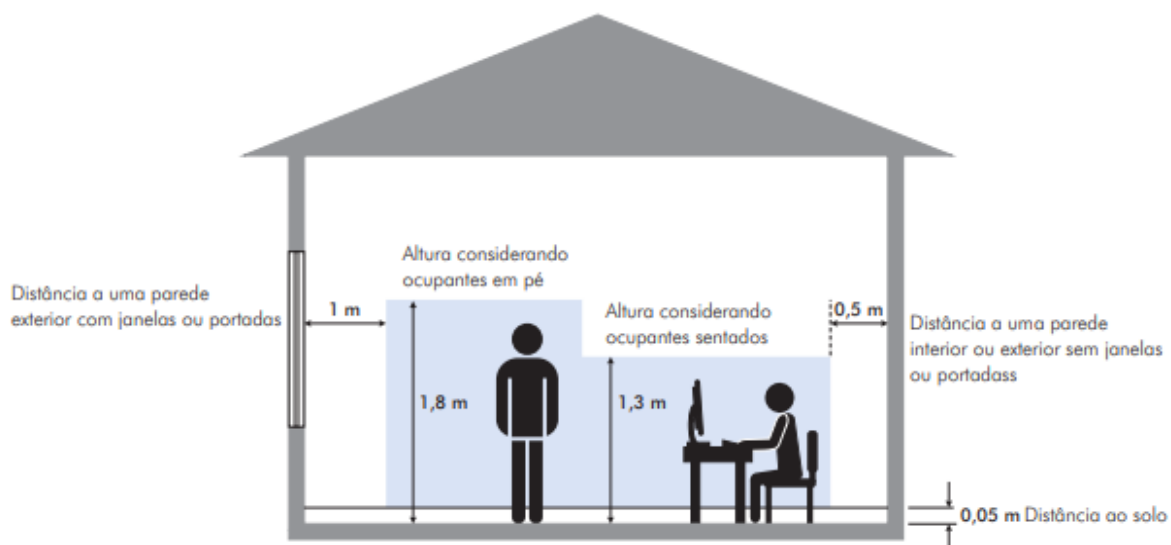 Altura considerando
ocupantes em pé
Distância a uma parede
exterior com janelas ou portadas
1 m
Altura considerando
ocupantes sentados
0,5 m
Distância a uma parede
interior ou exterior sem janelas
ou portadass
1,8 m
1,3 m
0,05 m Distância ao solo